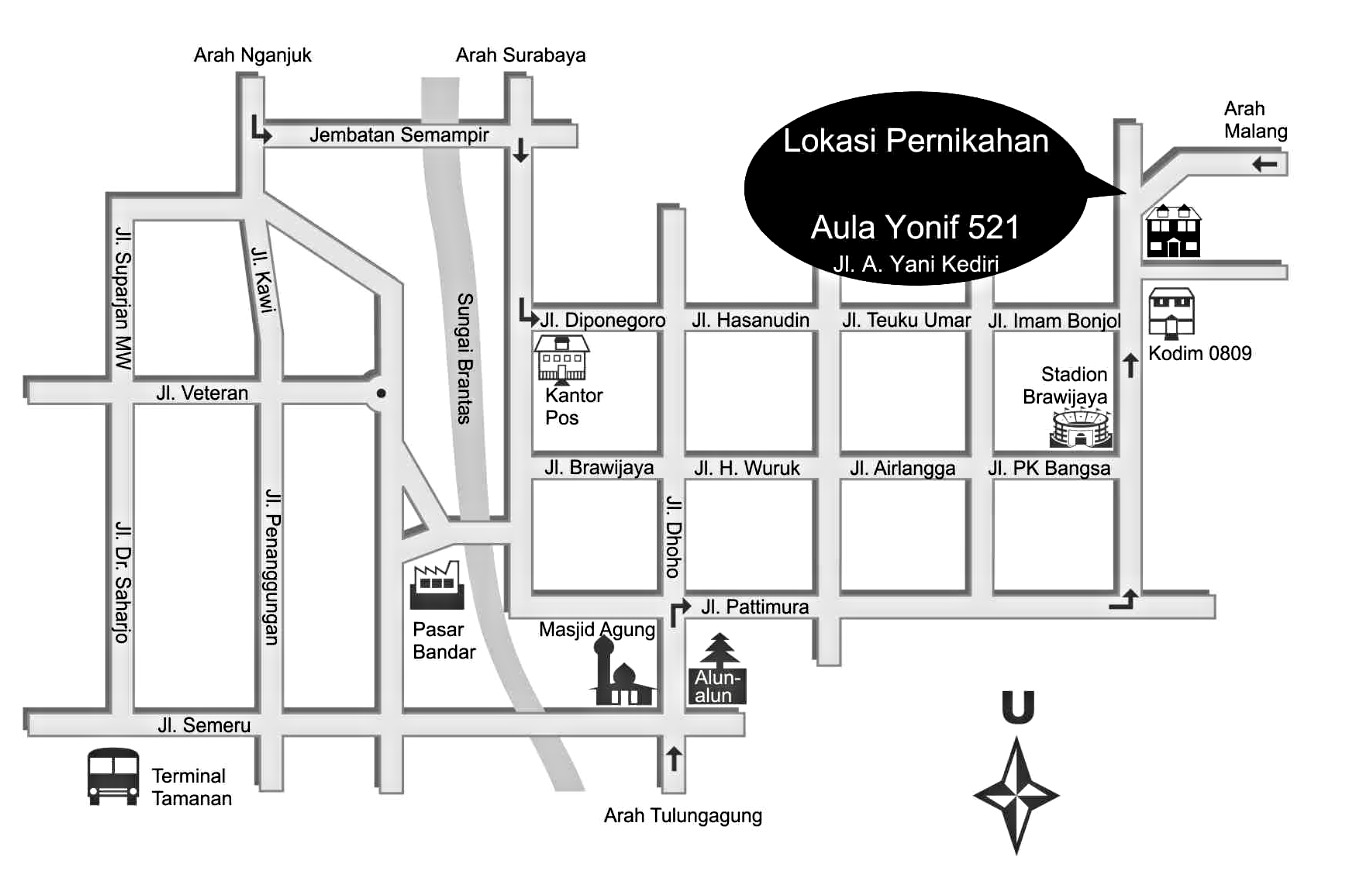 Arah Nganjuk
Arah Surabaya
Jembatan Semampir
Lokasi Pernikahan
Aula Yonif 521
Jl. A. Yani Kediri
Arah
Malang
Jl. Suparjan MW
Jl. Kawi
Sungai Brantas
Jl. Diponegoro
Jl. Hasanudin
Jl. Teuku Umar
Jl. Imam Bonjol
Kodim 0809
Kantor
Pos
Stadion
Brawijaya
Jl. Veteran
Jl. Brawijaya
Jl. H. Wuruk
Jl. Airlangga
Jl. PK Bangsa
Jl. Dr. Saharjo
Jl. Penanggungan
Jl. Dhoho
Jl. Pattimura
Pasar
Bandar
Masjid Agung
Alun-
alun
Jl. Semeru
U
Terminal
Tamanan
Arah Tulungagung